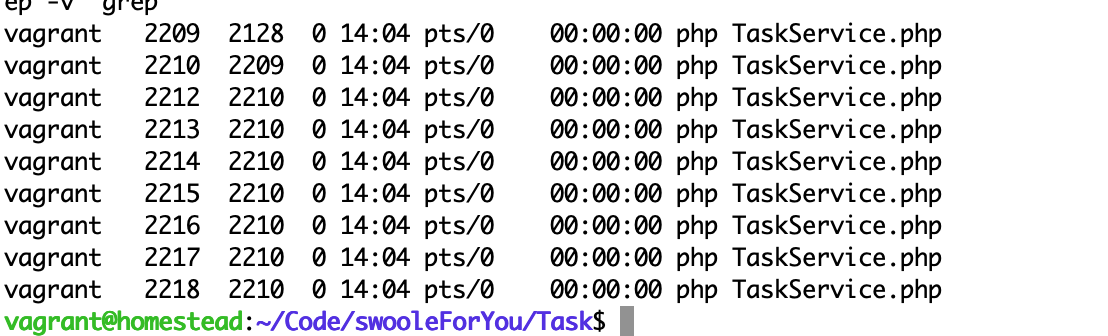 ep -v grep
vagrant 2209 2128 0 14:04 pts/0 00:00:00 php TaskService.php
vagrant 2210 2209 0 14:04 pts/0 00:00:00 php TaskService.php
vagrant 2212 2210 0 14:04 pts/0 00:00:00 php TaskService.php
vagrant 2213 2210 0 14:04 pts/0 00:00:00 php TaskService.php
vagrant 2214 2210 0 14:04 pts/0 00:00:00 php TaskService.php
vagrant 2215 2210 0 14:04 pts/0 00:00:00 php TaskService.php
vagrant 2216 2210 0 14:04 pts/0 00:00:00 php TaskService.php
vagrant 2217 2210 0 14:04 pts/0 00:00:00 php TaskService.php
vagrant 2218 2210 0 14:04 pts/0 00:00:00 php TaskService.php
vagrant@homestead:~/Code/swooleForYou/Task$